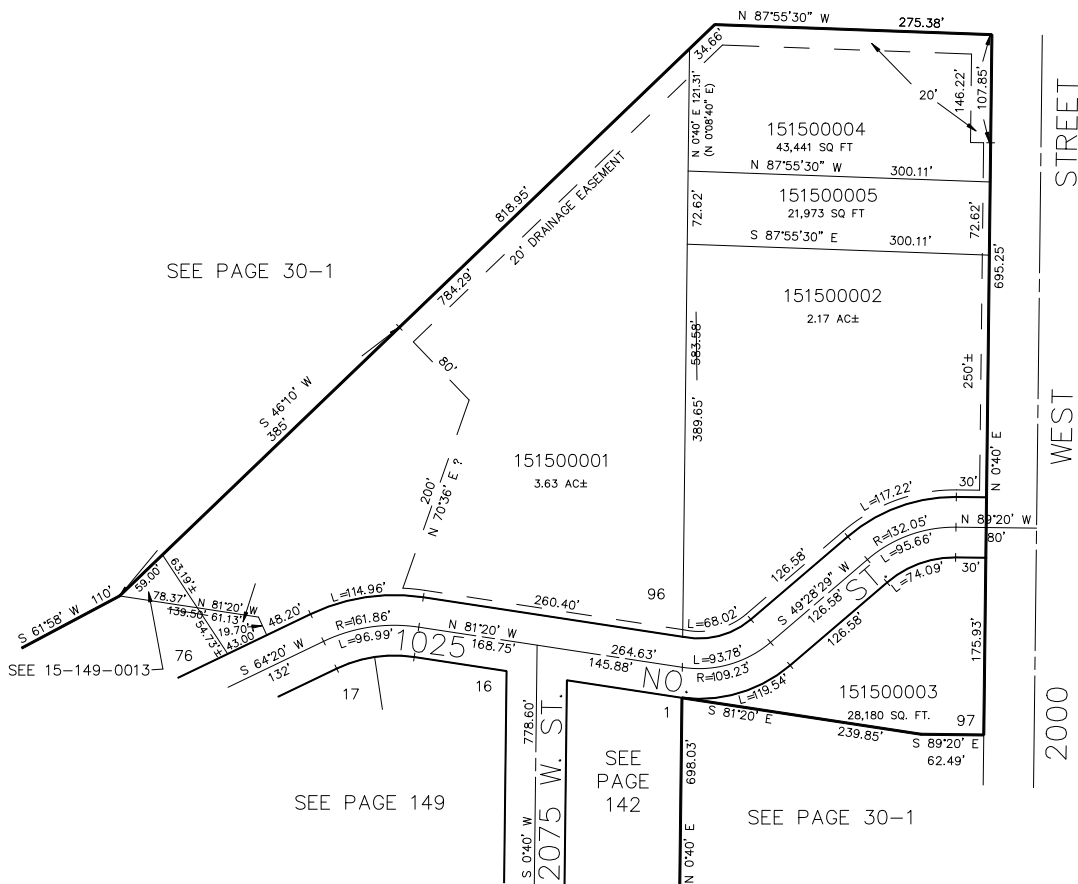 N 87°55'30" W
275.38'
34.66'
N 0°40' E 121.31'
(N 0°08'40" E)
146.22'
107.85'
20'
STREET
151500004
43,441 SQ FT
N 87°55'30" W
300.11'
151500005
21,973 SQ FT
72.62'
72.62'
S 87°55'30" E
300.11'
818.95'
20' DRAINAGE EASEMENT
784.29'
695.25'
SEE PAGE 30-1
151500002
2.17 AC±
583.58'
250'±
80'
S 46°10' W
385'
389.65'
WEST
N 0°40' E
151500001
3.63 AC±
200'
N 70°36' E ?
L=117.22'
30'
R=132.05'
N 89°20' W
80'
L=95.66'
126.58'
S 49°28'29" W
126.58'
ST.
L=74.09'
30'
126.58'
63.19'±
59.00'
110'
S 61°58' W
78.37'
N 81°20' W
139.50'
61.13'
19.70'
54.73'±
43.00'
48.20'
L=114.96'
260.40'
96
L=68.02'
R=161.86'
L=96.99'
1025
N 81°20' W
168.75'
264.63'
145.88'
NO.
L=93.78'
R=109.23'
L=119.54'
175.93'
76
SEE 15-149-0013
S 64°20' W
132'
17
16
1
S 81°20' E
239.85'
151500003
28,180 SQ. FT.
97
S 89°20' E
62.49'
2000
778.60'
S 0°40' W
2075 W. ST.
SEE
PAGE
142
698.03'
N 0°40' E
SEE PAGE 149
SEE PAGE 30-1